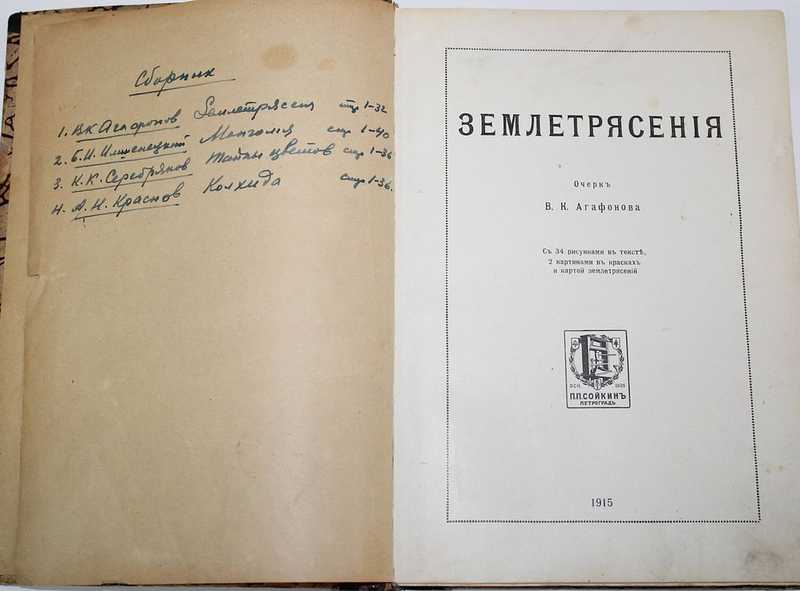 Сборник
1. В К Агафонов Землетрясения стр 1-32
2. Б. И. Имшенецкий Монголия стр 1-40
3. К. К. Серебряков Тайны цветов стр 1-36
4. А. Н. Краснов Колхида стр 1-36.
ЗЕМЛЕТРЯСЕНІЯ
Очеркъ
В. К. Агафонова
Съ 34 рисунками въ текстѣ,
2 картинами въ краскахъ
и картой землетрясеній
ОСН. 1885
П.П.СОЙКИНЪ
ПЕТРОГРАДЪ
1915